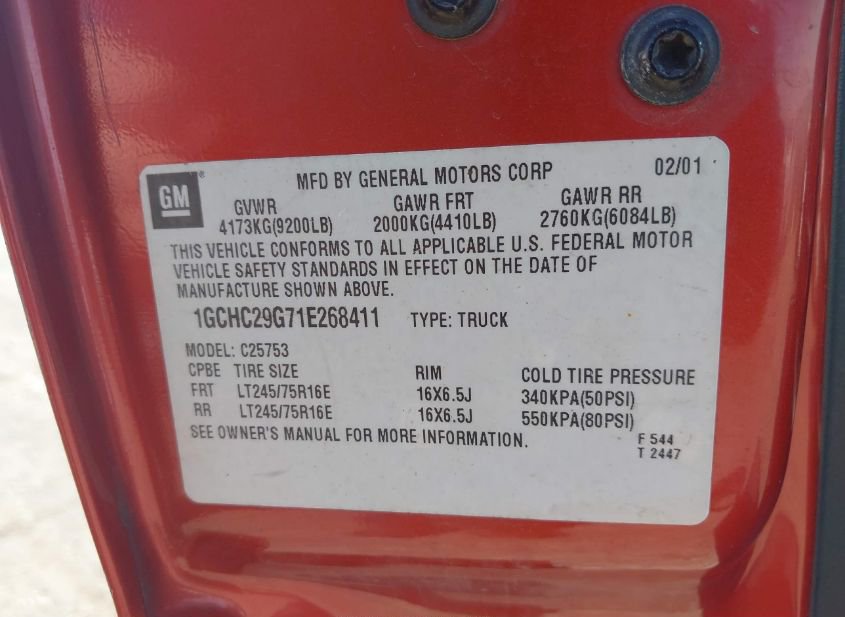 GM
MFD BY GENERAL MOTORS CORP 02/01
GVWR GAWR FRT GAWR RR
4173KG(9200LB) 2000KG(4410LB) 2760KG(6084LB)
THIS VEHICLE CONFORMS TO ALL APPLICABLE U.S. FEDERAL MOTOR
VEHICLE SAFETY STANDARDS IN EFFECT ON THE DATE OF
MANUFACTURE SHOWN ABOVE.
1GCHC29G71E268411 TYPE: TRUCK
MODEL: C25753
CPBE TIRE SIZE RIM COLD TIRE PRESSURE
FRT LT245/75R16E 16X6.5J 340KPA(50PSI)
RR LT245/75R16E 16X6.5J 550KPA(80PSI)
SEE OWNER'S MANUAL FOR MORE INFORMATION. F 544
T 2447